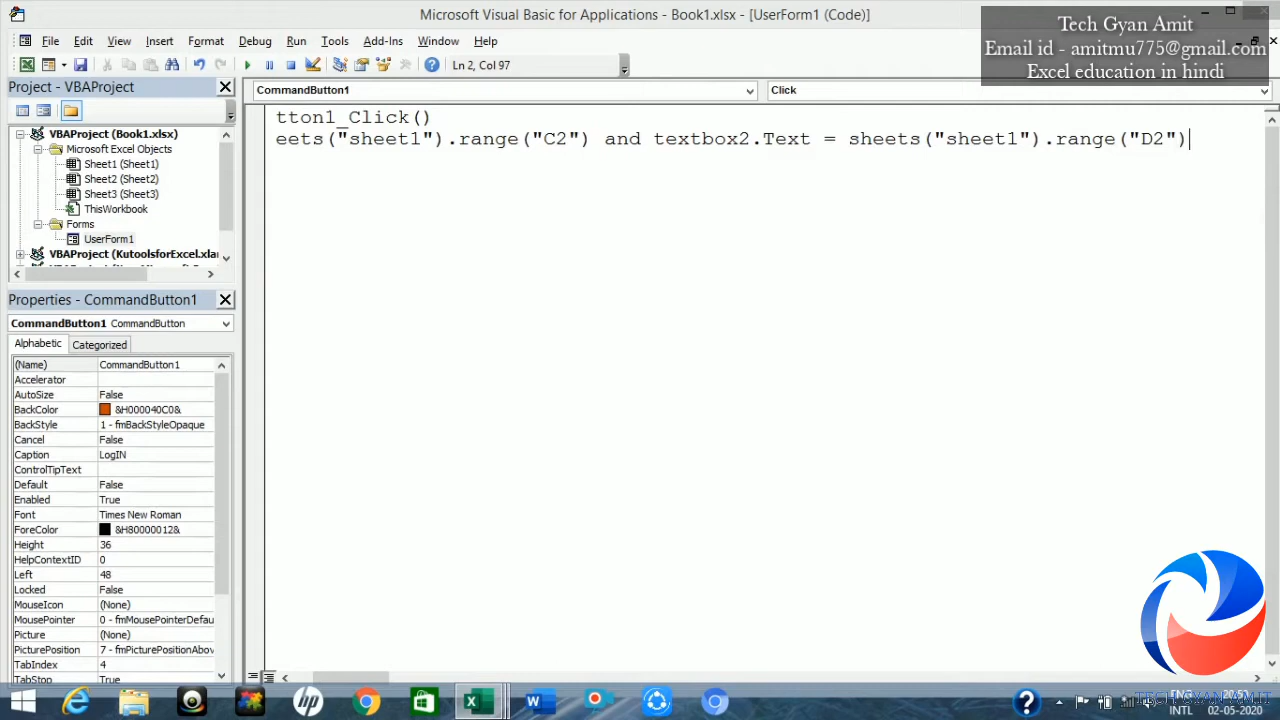 Microsoft Visual Basic for Applications - Book1.xlsx - [UserForm1 (Code)]
Tech Gyan Amit
Email id - amitmu775@gmail.com
Excel education in hindi
File Edit View Insert Format Debug Run Tools Add-Ins Window Help
Ln 2, Col 97
Project - VBAProject
CommandButton1 Click
tton1_Click()
eets("sheet1").range("C2") and textbox2.Text = sheets("sheet1").range("D2")
VBAProject (Book1.xlsx)
Microsoft Excel Objects
Sheet1 (Sheet1)
Sheet2 (Sheet2)
Sheet3 (Sheet3)
ThisWorkbook
Forms
UserForm1
VBAProject (KutoolsforExcel.xla
Properties - CommandButton1
CommandButton1 CommandButton
Alphabetic Categorized
(Name) CommandButton1
Accelerator
AutoSize False
BackColor &H000040C0&
BackStyle 1 - fmBackStyleOpaque
Cancel False
Caption LogIN
ControlTipText
Default False
Enabled True
Font Times New Roman
ForeColor &H80000012&
Height 36
HelpContextID 0
Left 48
Locked False
MouseIcon (None)
MousePointer 0 - fmMousePointerDefau
Picture (None)
PicturePosition 7 - fmPicturePositionAbov
TabIndex 4
TabStop True
TECH GYAN AMIT
ENG
INTL 02-05-2020